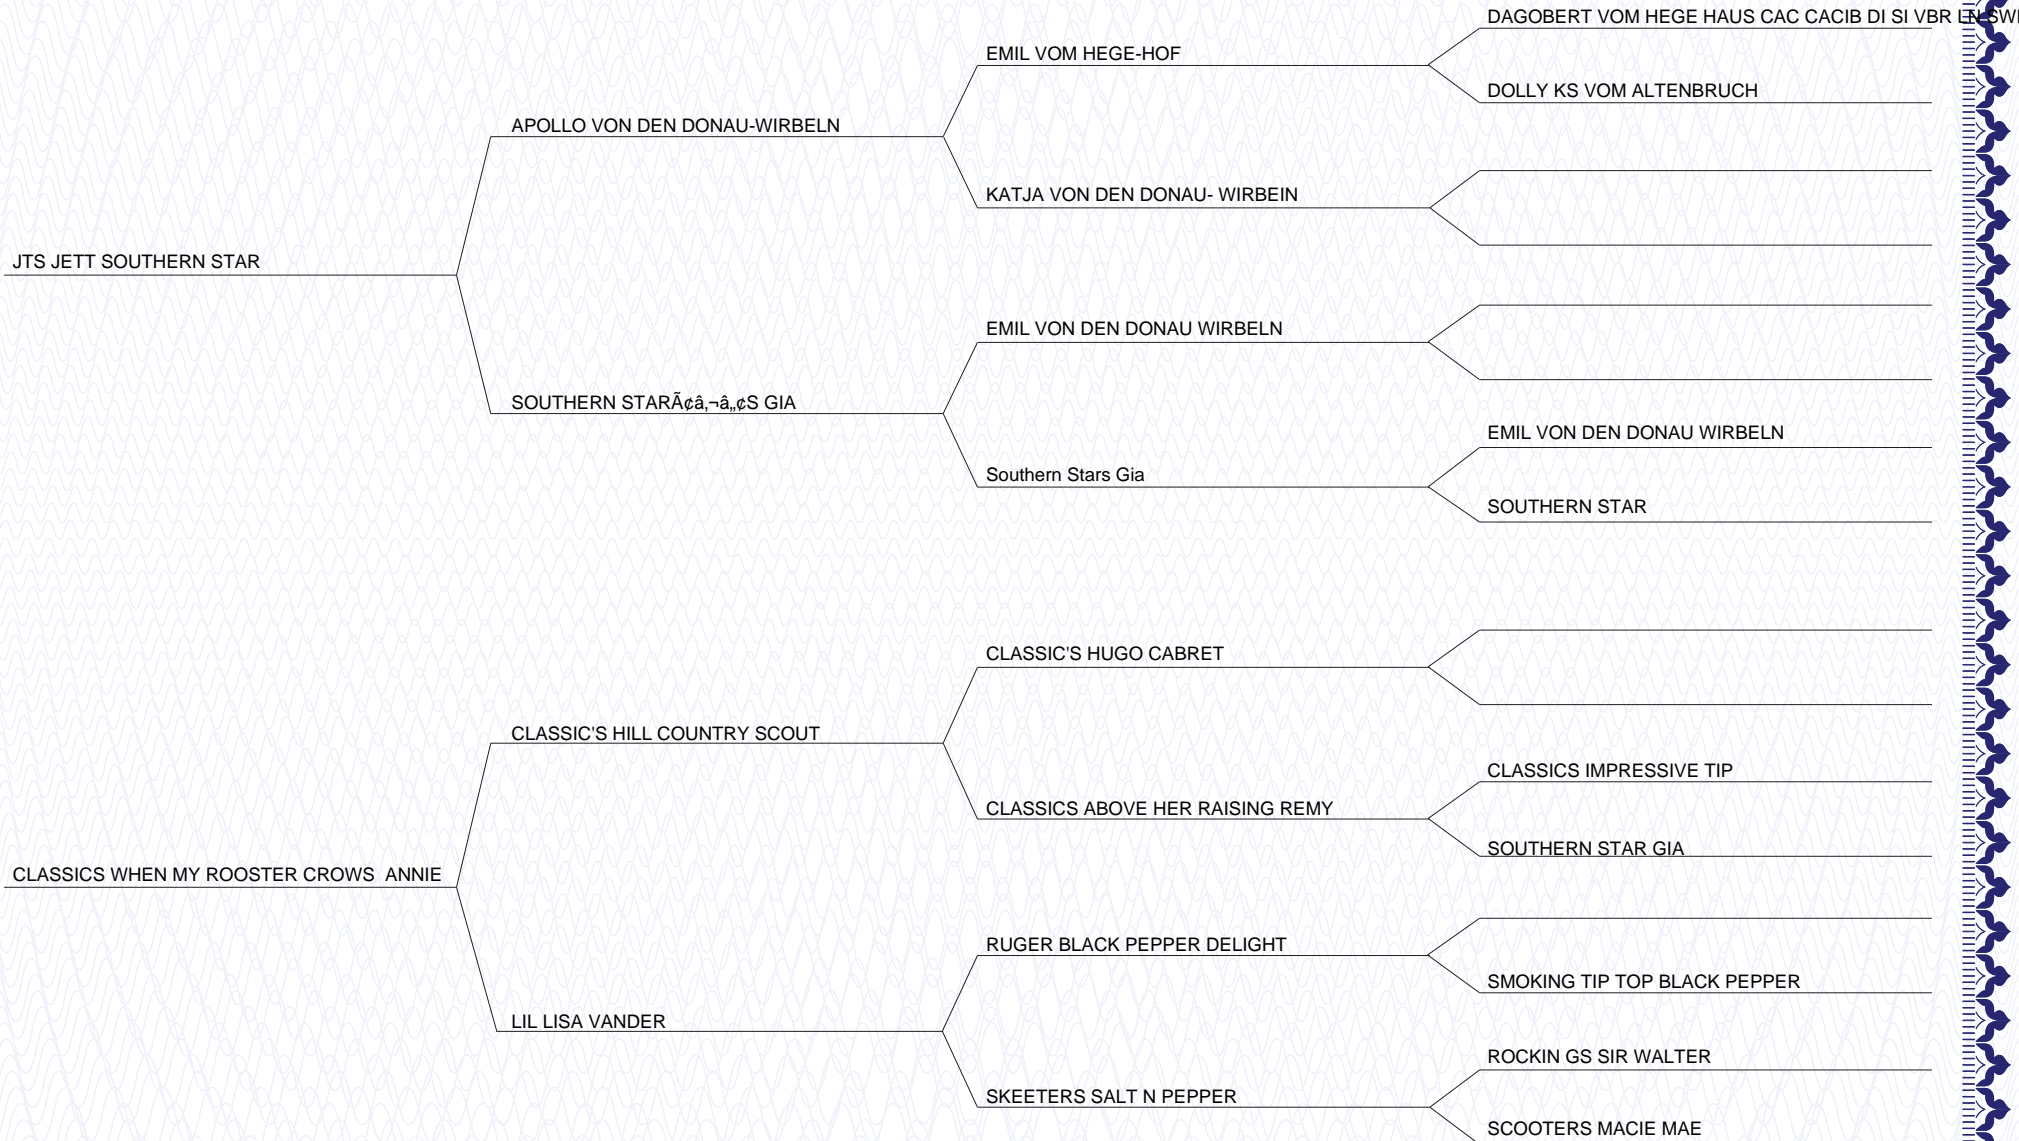 DAGOBERT VOM HEGE HAUS CAC CACIB DI SI VBR LN SW
EMIL VOM HEGE-HOF
DOLLY KS VOM ALTENBRUCH
APOLLO VON DEN DONAU-WIRBELN
KATJA VON DEN DONAU- WIRBEIN
JTS JETT SOUTHERN STAR
EMIL VON DEN DONAU WIRBELN
SOUTHERN STARÃ¢â‚¬â„¢S GIA
EMIL VON DEN DONAU WIRBELN
Southern Stars Gia
SOUTHERN STAR
CLASSIC'S HUGO CABRET
CLASSIC'S HILL COUNTRY SCOUT
CLASSICS IMPRESSIVE TIP
CLASSICS ABOVE HER RAISING REMY
SOUTHERN STAR GIA
CLASSICS WHEN MY ROOSTER CROWS  ANNIE
RUGER BLACK PEPPER DELIGHT
SMOKING TIP TOP BLACK PEPPER
LIL LISA VANDER
ROCKIN GS SIR WALTER
SKEETERS SALT N PEPPER
SCOOTERS MACIE MAE